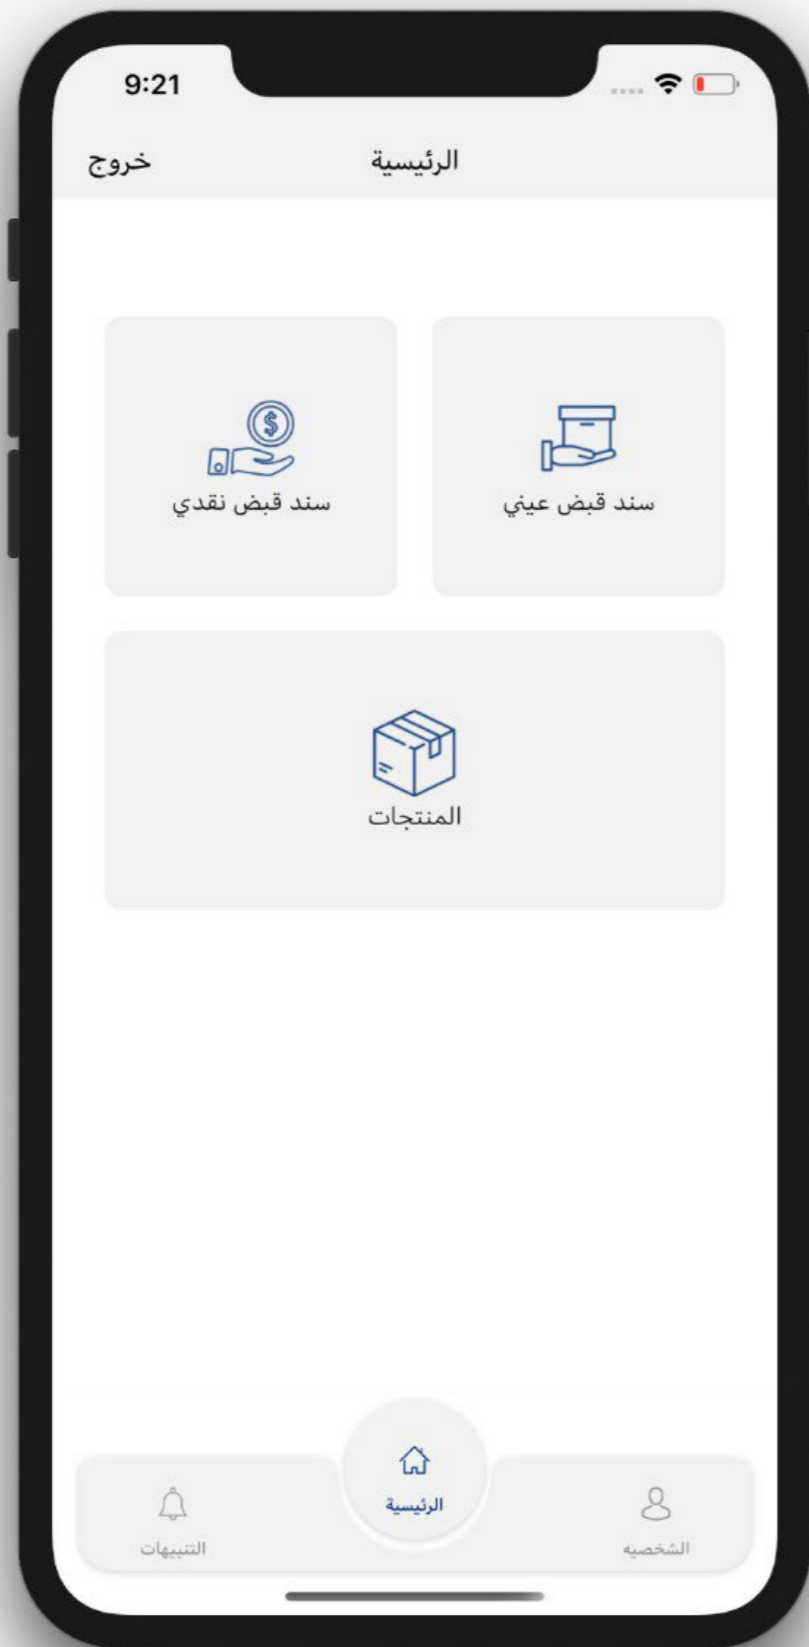 9:21
الرئيسية
خروج
سند قبض عيني
سند قبض نقدي
المنتجات
الشخصيه
الرئيسية
التنبيهات